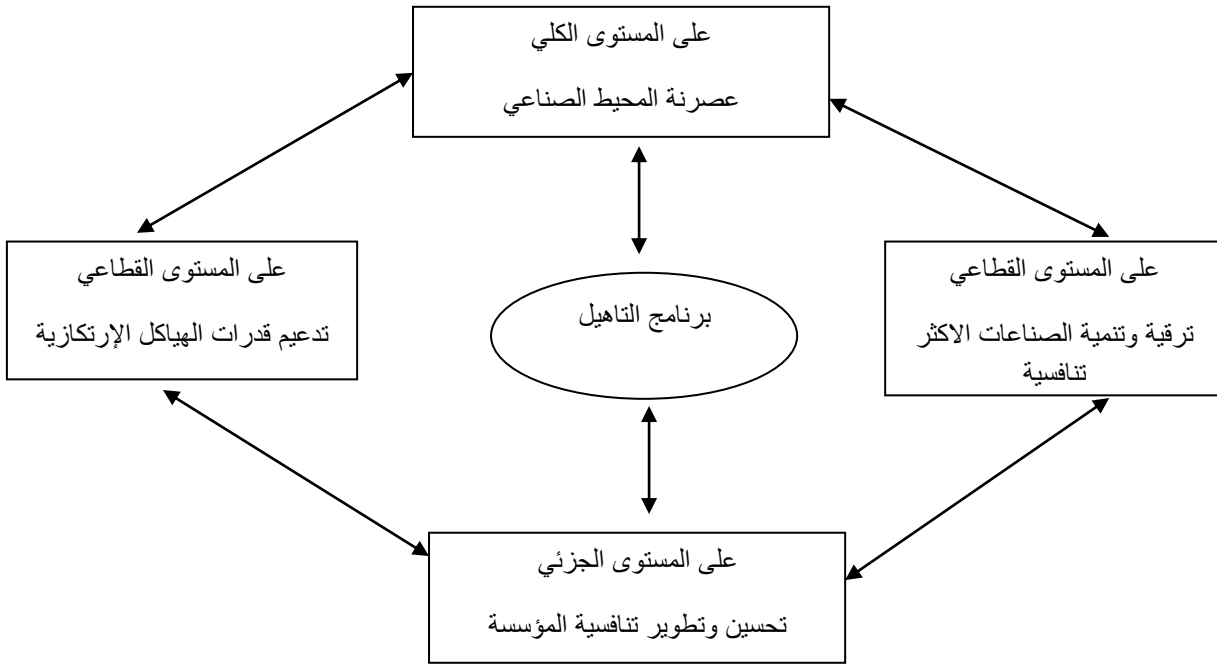 على المستوى الكلي
عصرنة المحيط الصناعي
على المستوى القطاعي
ترقية وتنمية الصناعات الاكثر
تنافسية
برنامج التاهيل
على المستوى القطاعي
تدعيم قدرات الهياكل الإرتكازية
على المستوى الجزئي
تحسين وتطوير تنافسية المؤسسة